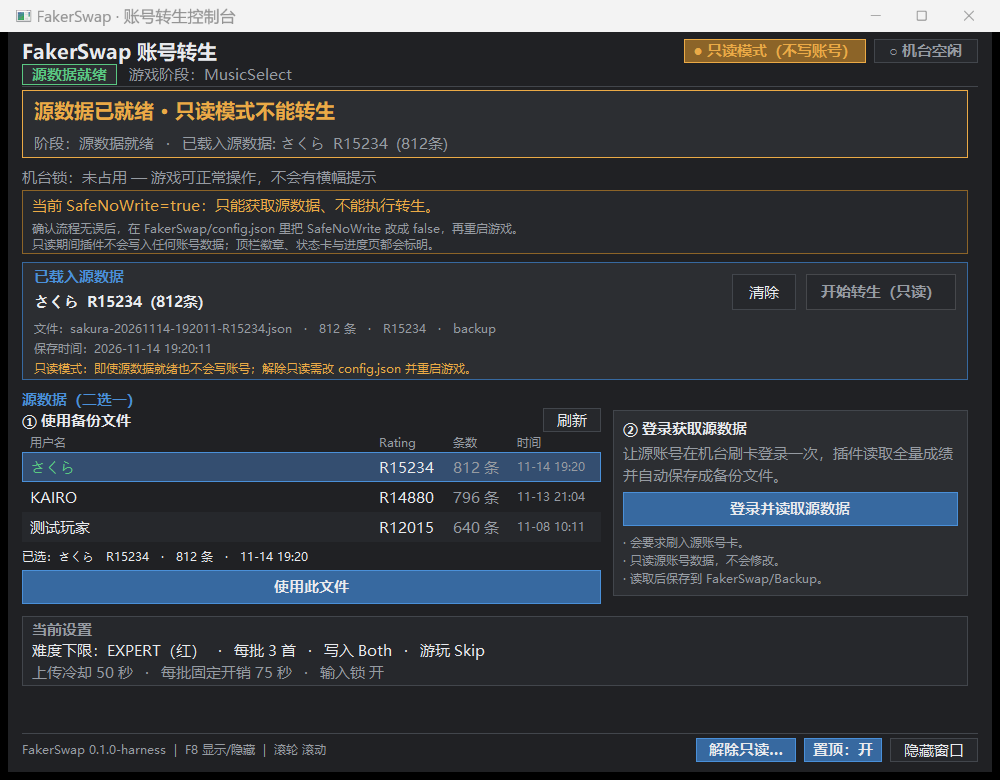 FakerSwap · 账号转生控制台
FakerSwap 账号转生
● 只读模式（不写账号）
○ 机台空闲
源数据就绪 游戏阶段：MusicSelect
源数据已就绪 · 只读模式不能转生
阶段：源数据就绪 · 已载入源数据: さくら R15234 (812条)
机台锁：未占用 — 游戏可正常操作，不会有横幅提示
当前 SafeNoWrite=true：只能获取源数据、不能执行转生。
确认流程无误后，在 FakerSwap/config.json 里把 SafeNoWrite 改成 false，再重启游戏。
只读期间插件不会写入任何账号数据；顶栏徽章、状态卡与进度页都会标明。
已载入源数据
さくら R15234 (812条)
清除
开始转生（只读）
文件：sakura-20261114-192011-R15234.json · 812 条 · R15234 · backup
保存时间：2026-11-14 19:20:11
只读模式：即使源数据就绪也不会写账号；解除只读需改 config.json 并重启游戏。
源数据（二选一）
① 使用备份文件
刷新
用户名 Rating 条数 时间
さくら R15234 812 条 11-14 19:20
KAIRO R14880 796 条 11-13 21:04
测试玩家 R12015 640 条 11-08 10:11
已选：さくら R15234 · 812 条 · 11-14 19:20
使用此文件
② 登录获取源数据
让源账号在机台刷卡登录一次，插件读取全量成绩
并自动保存成备份文件。
登录并读取源数据
· 会要求刷入源账号卡。
· 只读源账号数据，不会修改。
· 读取后保存到 FakerSwap/Backup。
当前设置
难度下限：EXPERT（红） · 每批 3 首 · 写入 Both · 游玩 Skip
上传冷却 50 秒 · 每批固定开销 75 秒 · 输入锁 开
FakerSwap 0.1.0-harness | F8 显示/隐藏 | 滚轮 滚动
解除只读...
置顶：开
隐藏窗口